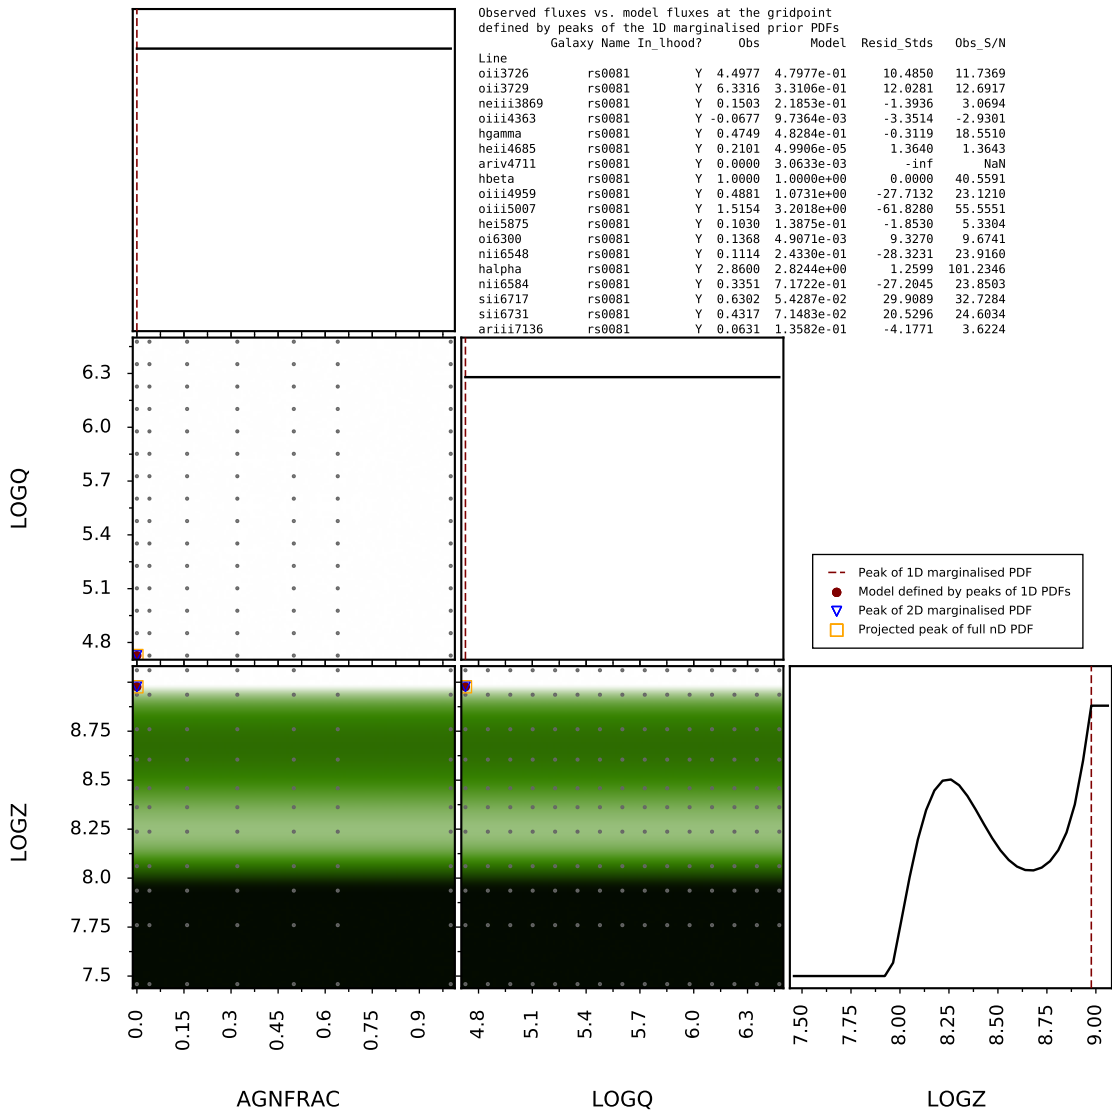 Observed fluxes vs. model fluxes at the gridpoint
defined by peaks of the 1D marginalised prior PDFs
Galaxy Name In_lhood? Obs Model Resid_Stds Obs_S/N
Line
oii3726 rs0081 Y 4.4977 4.7977e-01 10.4850 11.7369
oii3729 rs0081 Y 6.3316 3.3106e-01 12.0281 12.6917
neiii3869 rs0081 Y 0.1503 2.1853e-01 -1.3936 3.0694
oiii4363 rs0081 Y -0.0677 9.7364e-03 -3.3514 -2.9301
hgamma rs0081 Y 0.4749 4.8284e-01 -0.3119 18.5510
heii4685 rs0081 Y 0.2101 4.9906e-05 1.3640 1.3643
ariv4711 rs0081 Y 0.0000 3.0633e-03 -inf NaN
hbeta rs0081 Y 1.0000 1.0000e+00 0.0000 40.5591
oiii4959 rs0081 Y 0.4881 1.0731e+00 -27.7132 23.1210
oiii5007 rs0081 Y 1.5154 3.2018e+00 -61.8280 55.5551
hei5875 rs0081 Y 0.1030 1.3875e-01 -1.8530 5.3304
oi6300 rs0081 Y 0.1368 4.9071e-03 9.3270 9.6741
nii6548 rs0081 Y 0.1114 2.4330e-01 -28.3231 23.9160
halpha rs0081 Y 2.8600 2.8244e+00 1.2599 101.2346
nii6584 rs0081 Y 0.3351 7.1722e-01 -27.2045 23.8503
sii6717 rs0081 Y 0.6302 5.4287e-02 29.9089 32.7284
sii6731 rs0081 Y 0.4317 7.1483e-02 20.5296 24.6034
ariii7136 rs0081 Y 0.0631 1.3582e-01 -4.1771 3.6224
LOGQ
6.3
6.0
5.7
5.4
5.1
4.8
Peak of 1D marginalised PDF
Model defined by peaks of 1D PDFs
Peak of 2D marginalised PDF
Projected peak of full nD PDF
LOGZ
8.75
8.5
8.25
8.0
7.75
7.5
0.0 0.15 0.3 0.45 0.6 0.75 0.9
4.8 5.1 5.4 5.7 6.0 6.3
7.50 7.75 8.00 8.25 8.50 8.75 9.00
AGNFRAC LOGQ LOGZ